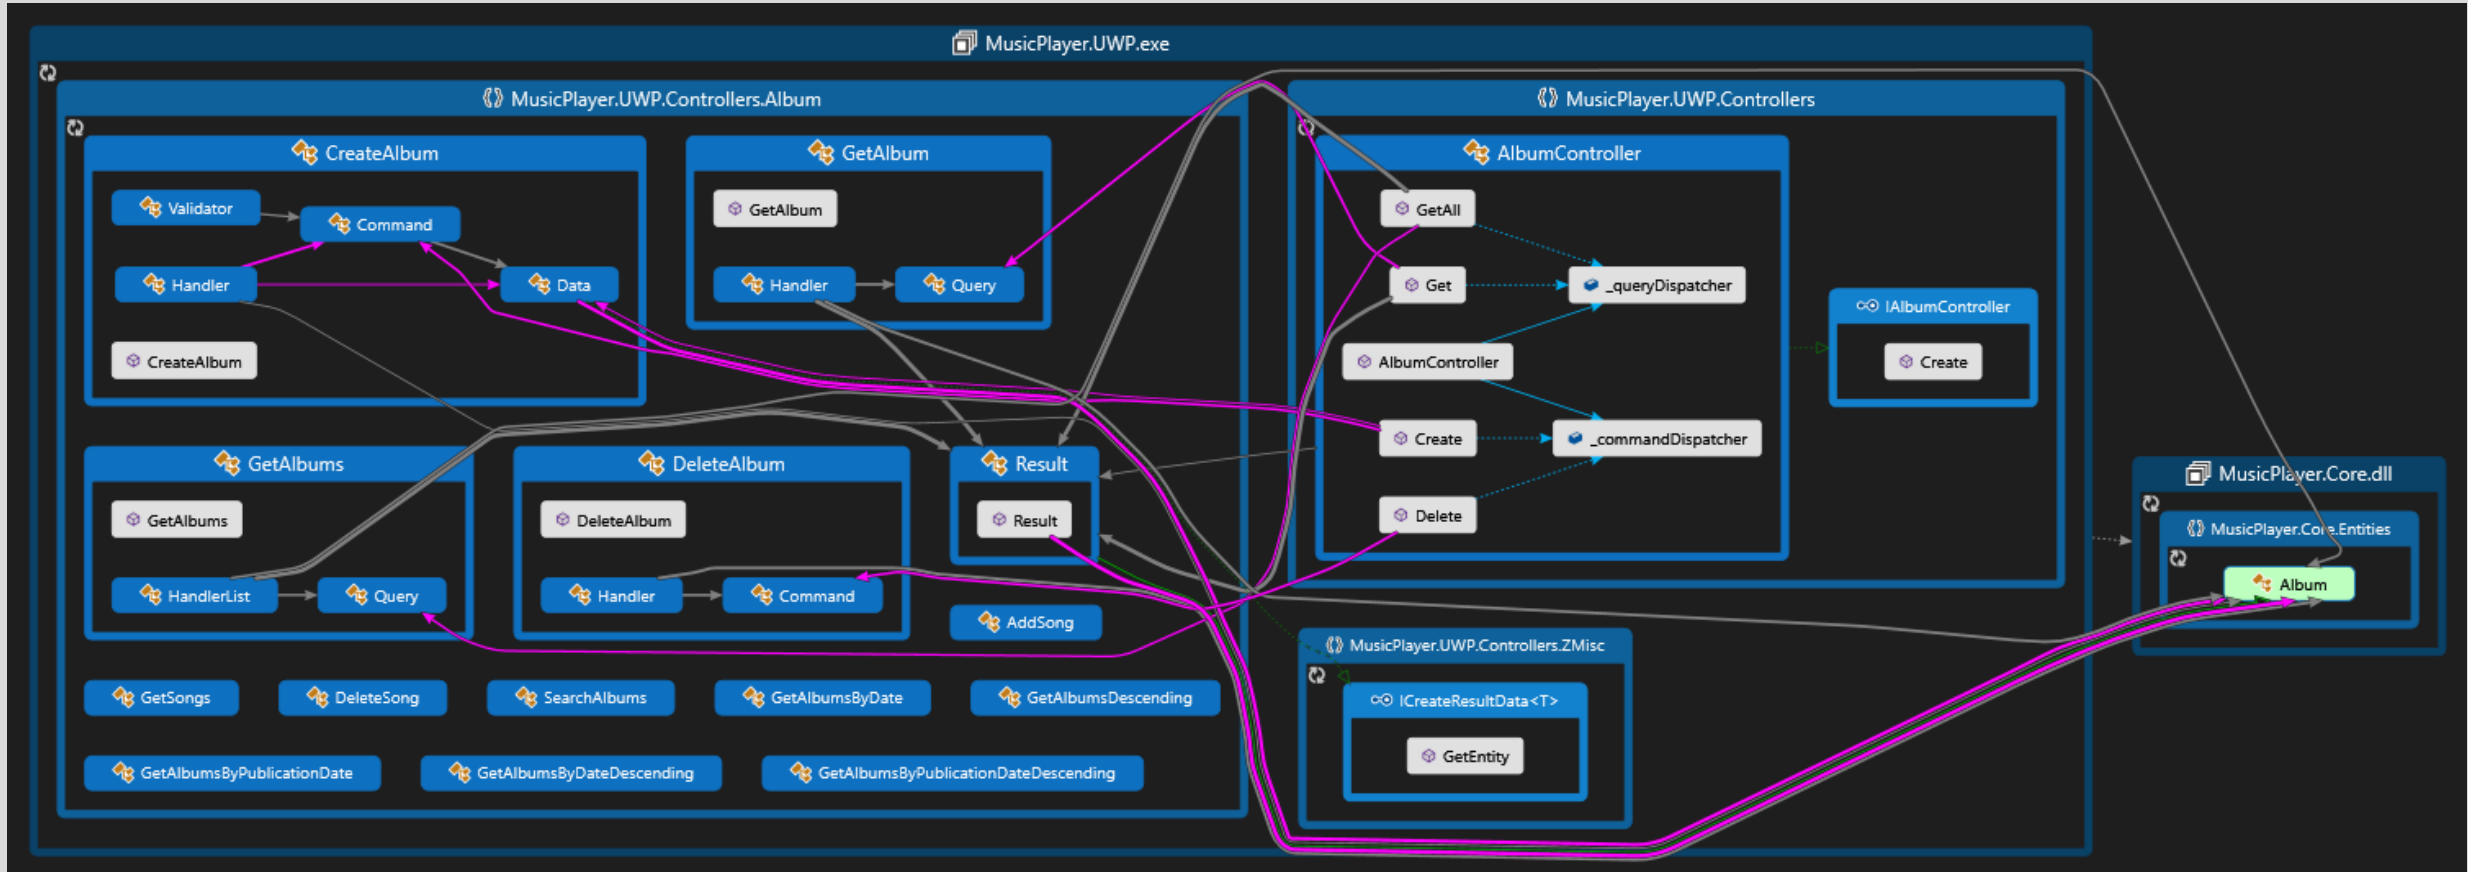 MusicPlayer.UWP.exe
MusicPlayer.UWP.Controllers.Album
CreateAlbum
Validator
Command
Handler
Data
CreateAlbum
GetAlbum
GetAlbum
Handler
Query
GetAlbums
GetAlbums
HandlerList
Query
DeleteAlbum
DeleteAlbum
Handler
Command
Result
Result
AddSong
GetSongs
DeleteSong
SearchAlbums
GetAlbumsByDate
GetAlbumsDescending
GetAlbumsByPublicationDate
GetAlbumsByDateDescending
GetAlbumsByPublicationDateDescending
MusicPlayer.UWP.Controllers
AlbumController
GetAll
Get
_queryDispatcher
AlbumController
Create
_commandDispatcher
Delete
IAlbumController
Create
MusicPlayer.UWP.Controllers.ZMisc
ICreateResultData<T>
GetEntity
MusicPlayer.Core.dll
MusicPlayer.Core.Entities
Album